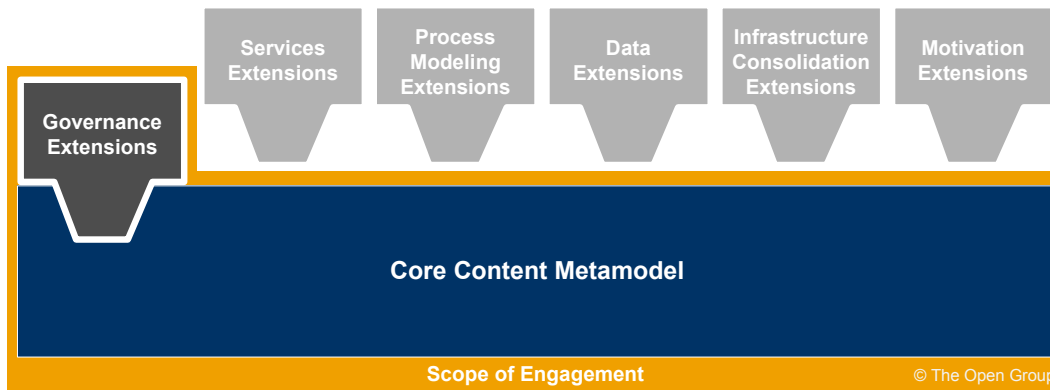 Governance
Extensions
Services
Extensions
Process
Modeling
Extensions
Data
Extensions
Infrastructure
Consolidation
Extensions
Motivation
Extensions
Core Content Metamodel
Scope of Engagement
© The Open Group